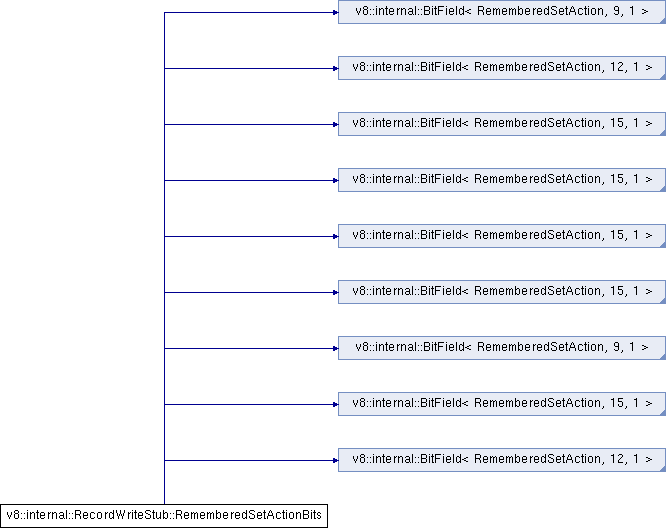 v8::internal::BitField< RememberedSetAction, 9, 1 >
v8::internal::BitField< RememberedSetAction, 12, 1 >
v8::internal::BitField< RememberedSetAction, 15, 1 >
v8::internal::BitField< RememberedSetAction, 15, 1 >
v8::internal::BitField< RememberedSetAction, 15, 1 >
v8::internal::BitField< RememberedSetAction, 15, 1 >
v8::internal::BitField< RememberedSetAction, 9, 1 >
v8::internal::BitField< RememberedSetAction, 15, 1 >
v8::internal::BitField< RememberedSetAction, 12, 1 >
v8::internal::RecordWriteStub::RememberedSetActionBits